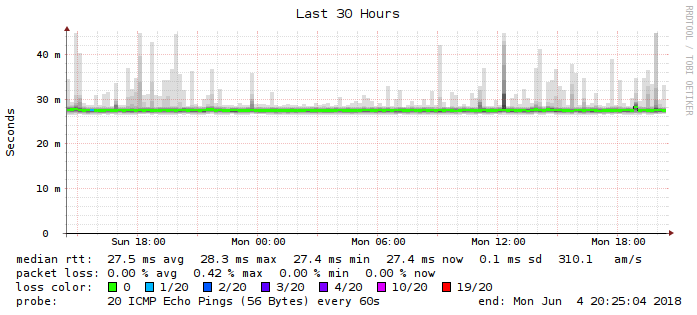 Last 30 Hours
RRDTOOL / TOBI OETIKER
Seconds
40 m
30 m
20 m
10 m
0
Sun 18:00 Mon 00:00 Mon 06:00 Mon 12:00 Mon 18:00
median rtt: 27.5 ms avg 28.3 ms max 27.4 ms min 27.4 ms now 0.1 ms sd 310.1 am/s
packet loss: 0.00 % avg 0.42 % max 0.00 % min 0.00 % now
loss color: 0 1/20 2/20 3/20 4/20 10/20 19/20
probe: 20 ICMP Echo Pings (56 Bytes) every 60s end: Mon Jun 4 20:25:04 2018